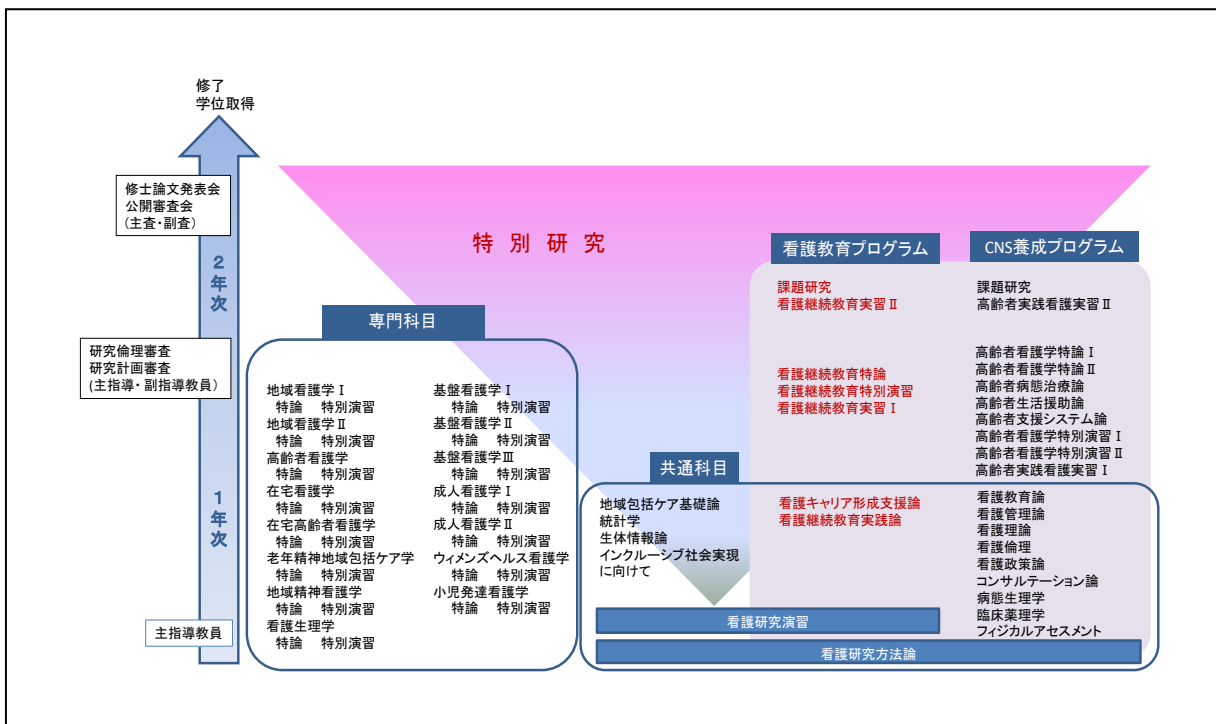 修了
学位取得
修士論文発表会
公開審査会
(主査・副査)
2年次
研究倫理審査
研究計画審査
(主指導・副指導教員)
1年次
主指導教員
特別研究
専門科目
地域看護学Ⅰ
特論 特別演習
地域看護学Ⅱ
特論 特別演習
高齢者看護学
特論 特別演習
在宅看護学
特論 特別演習
在宅高齢者看護学
特論 特別演習
老年精神地域包括ケア学
特論 特別演習
地域精神看護学
特論 特別演習
看護生理学
特論 特別演習
基盤看護学Ⅰ
特論 特別演習
基盤看護学Ⅱ
特論 特別演習
基盤看護学Ⅲ
特論 特別演習
成人看護学Ⅰ
特論 特別演習
成人看護学Ⅱ
特論 特別演習
ウィメンズヘルス看護学
特論 特別演習
小児発達看護学
特論 特別演習
共通科目
地域包括ケア基礎論
統計学
生体情報論
インクルーシブ社会実現
に向けて
看護教育プログラム
課題研究
看護継続教育実習Ⅱ
看護継続教育特論
看護継続教育特別演習
看護継続教育実習Ⅰ
看護キャリア形成支援論
看護継続教育実践論
CNS養成プログラム
課題研究
高齢者実践看護実習Ⅱ
高齢者看護学特論Ⅰ
高齢者看護学特論Ⅱ
高齢者病態治療論
高齢者生活援助論
高齢者支援システム論
高齢者看護学特別演習Ⅰ
高齢者看護学特別演習Ⅱ
高齢者実践看護実習Ⅰ
看護教育論
看護管理論
看護理論
看護倫理
看護政策論
コンサルテーション論
病態生理学
臨床薬理学
フィジカルアセスメント
看護研究演習
看護研究方法論